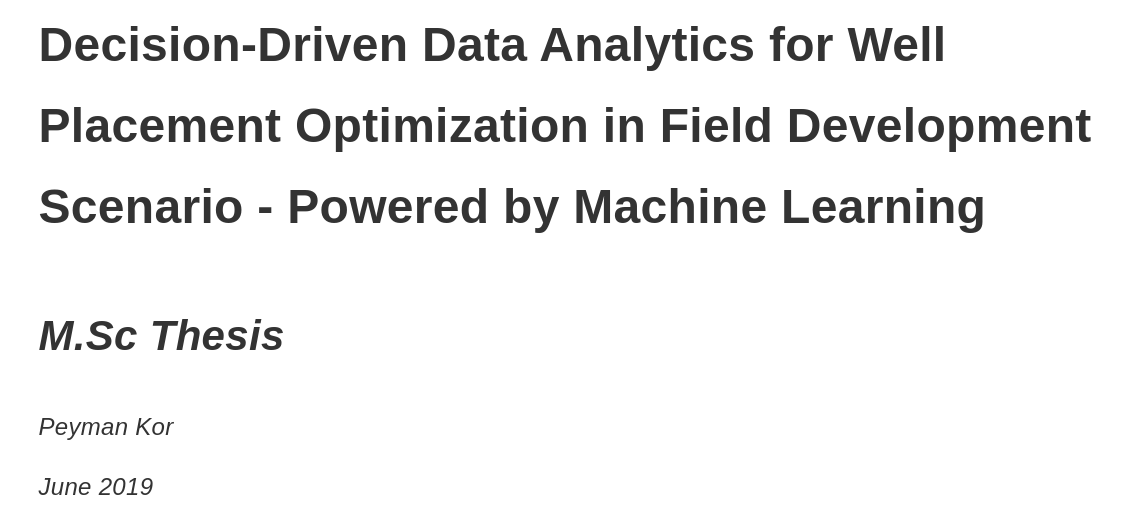 Decision-Driven Data Analytics for Well
Placement Optimization in Field Development
Scenario - Powered by Machine Learning
M.Sc Thesis
Peyman Kor
June 2019